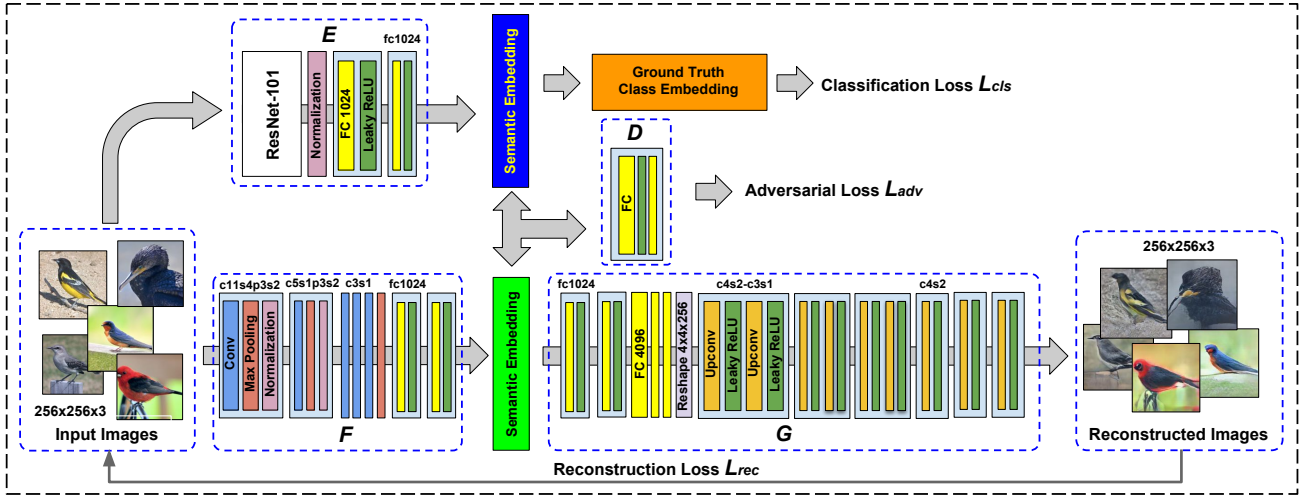 E
fc1024
ResNet-101
Normalization
FC 1024
Leaky ReLU
Semantic Embedding
Ground Truth
Class Embedding
Classification Loss Lcls
D
FC
Adversarial Loss Ladv
256x256x3
Input Images
c11s4p3s2
c5s1p3s2
c3s1
fc1024
Conv
Max Pooling
Normalization
F
Semantic Embedding
fc1024
c4s2-c3s1
c4s2
FC 4096
Reshape 4x4x256
Upconv
Leaky ReLU
Upconv
Leaky ReLU
G
256x256x3
Reconstructed Images
Reconstruction Loss Lrec